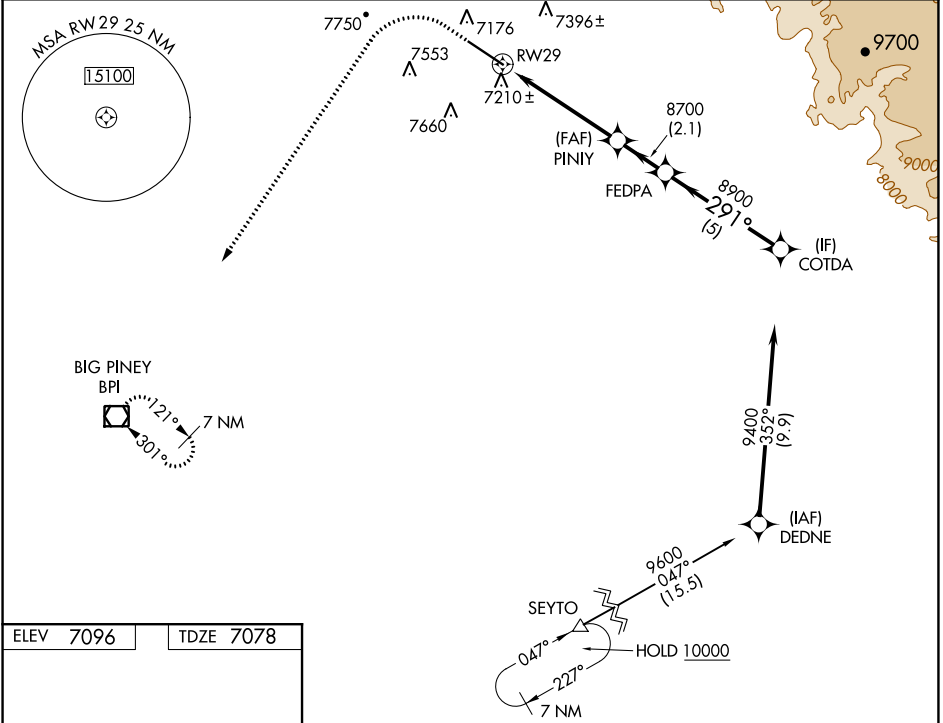 MSA RW29 25 NM
15100
7750
7176
7396±
7553
RW29
7210±
7660
9700
9000
8000
(FAF)
PINIY
8700
(2.1)
FEDPA
8900
291°
(5)
(IF)
COTDA
BIG PINEY
BPI
121°
301°
7 NM
9400
352°
(9.9)
(IAF)
DEDNE
9600
047°
(15.5)
SEYTO
047°
227°
HOLD 10000
7 NM
ELEV 7096
TDZE 7078